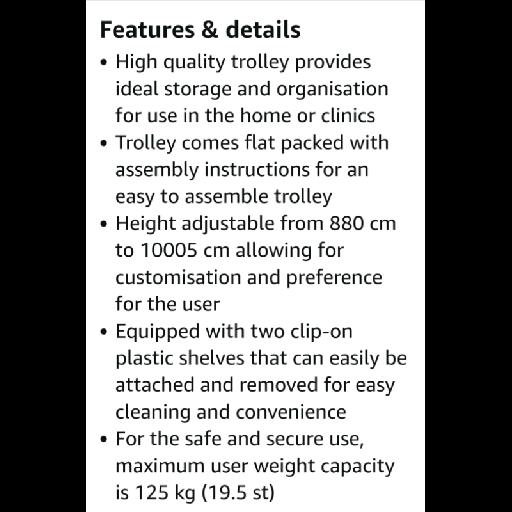 Features & details
• High quality trolley provides
ideal storage and organisation
for use in the home or clinics
• Trolley comes flat packed with
assembly instructions for an
easy to assemble trolley
• Height adjustable from 880 cm
to 10005 cm allowing for
customisation and preference
for the user
• Equipped with two clip-on
plastic shelves that can easily be
attached and removed for easy
cleaning and convenience
• For the safe and secure use,
maximum user weight capacity
is 125 kg (19.5 st)